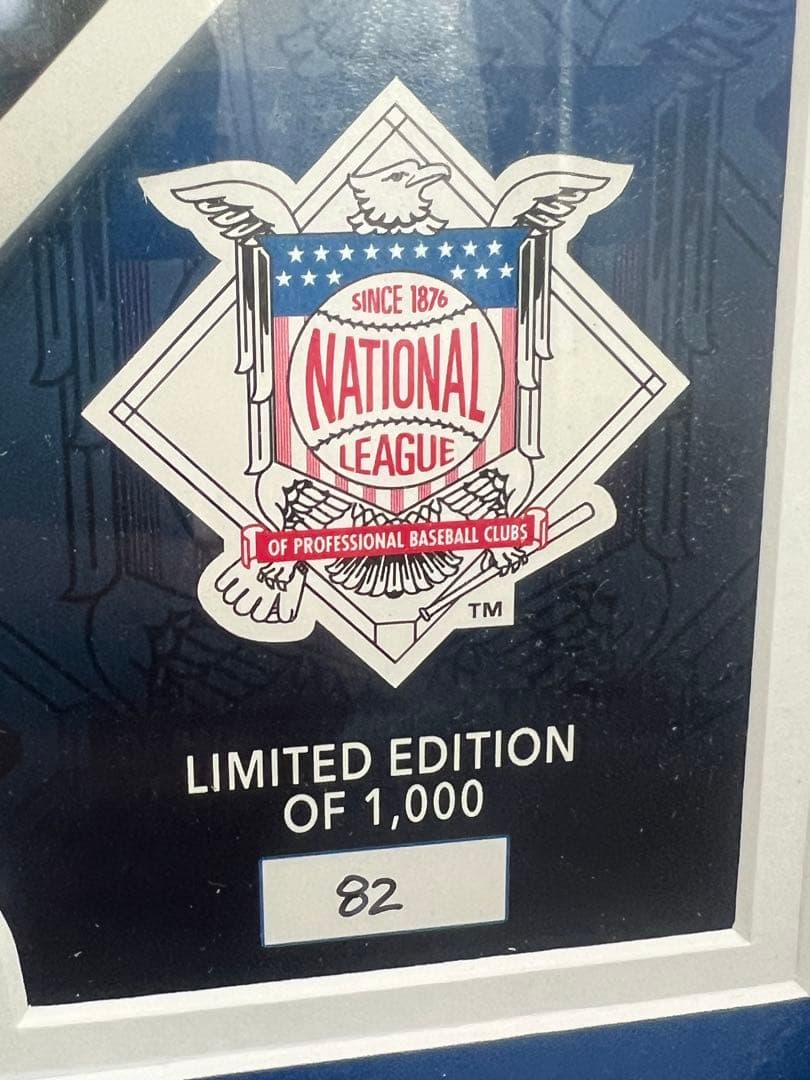 SINCE 1876
NATIONAL
LEAGUE
OF PROFESSIONAL BASEBALL CLUBS
TM
LIMITED EDITION
OF 1,000
82